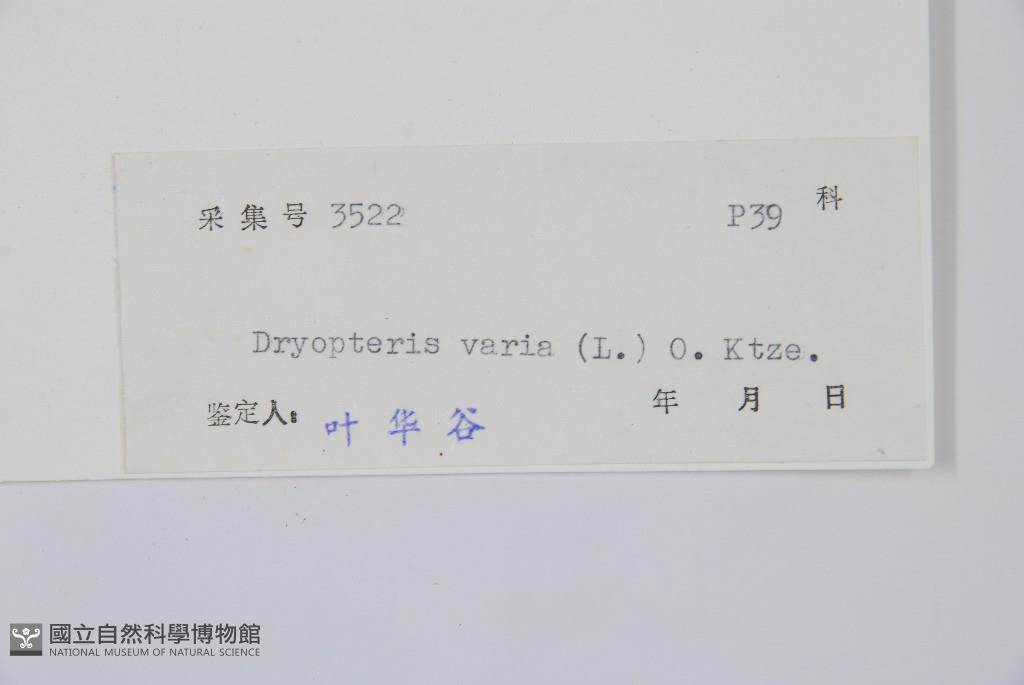 采集号 3522 P39 科
Dryopteris varia (L.) O. Ktze.
鉴定人: 叶华谷 年 月 日
國立自然科學博物館
NATIONAL MUSEUM OF NATURAL SCIENCE